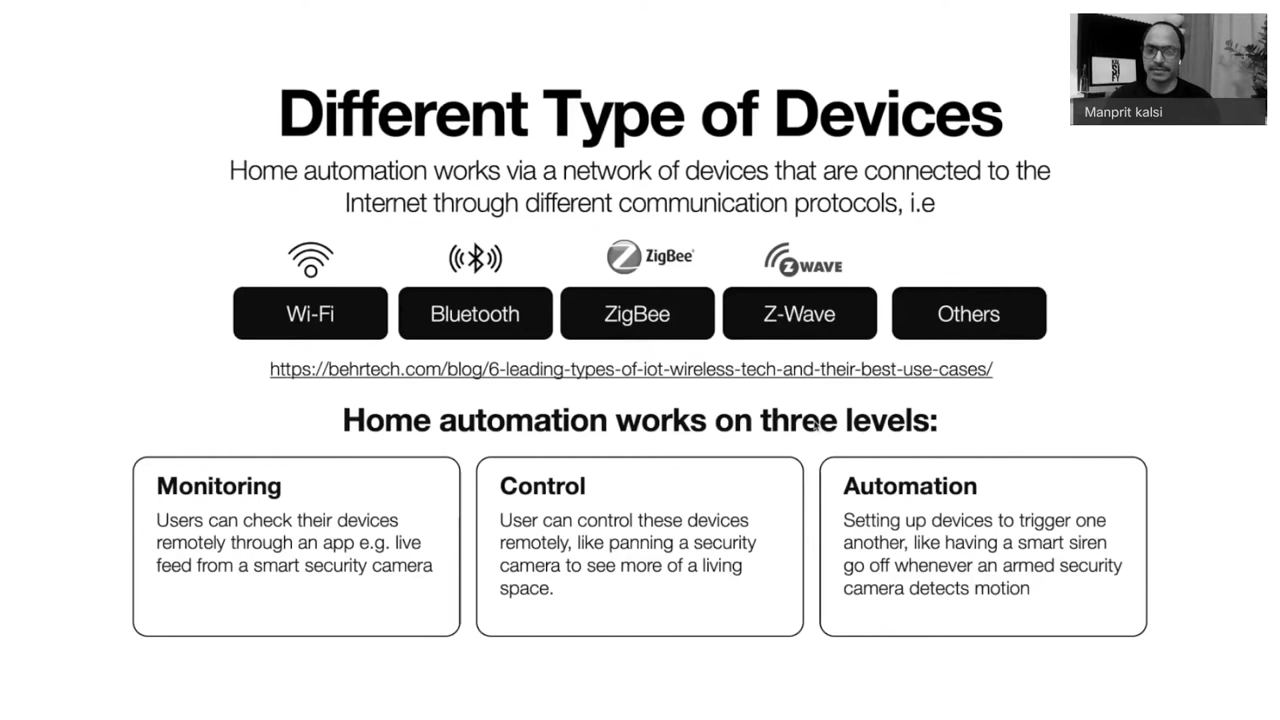 Manprit kalsi
Different Type of Devices
Home automation works via a network of devices that are connected to the
Internet through different communication protocols, i.e
ZigBee
Z WAVE
Wi-Fi
Bluetooth
ZigBee
Z-Wave
Others
https://behrtech.com/blog/6-leading-types-of-iot-wireless-tech-and-their-best-use-cases/
Home automation works on three levels:
Monitoring
Users can check their devices
remotely through an app e.g. live
feed from a smart security camera
Control
User can control these devices
remotely, like panning a security
camera to see more of a living
space.
Automation
Setting up devices to trigger one
another, like having a smart siren
go off whenever an armed security
camera detects motion